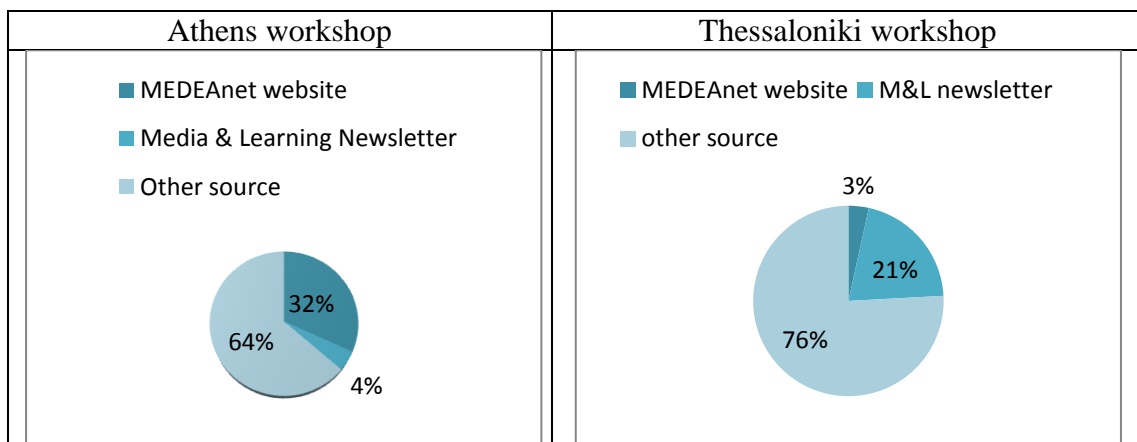 Athens workshop
Thessaloniki workshop
MEDEAnet website
Media & Learning Newsletter
Other source
32%
64%
4%
MEDEAnet website M&L newsletter
other source
3%
21%
76%